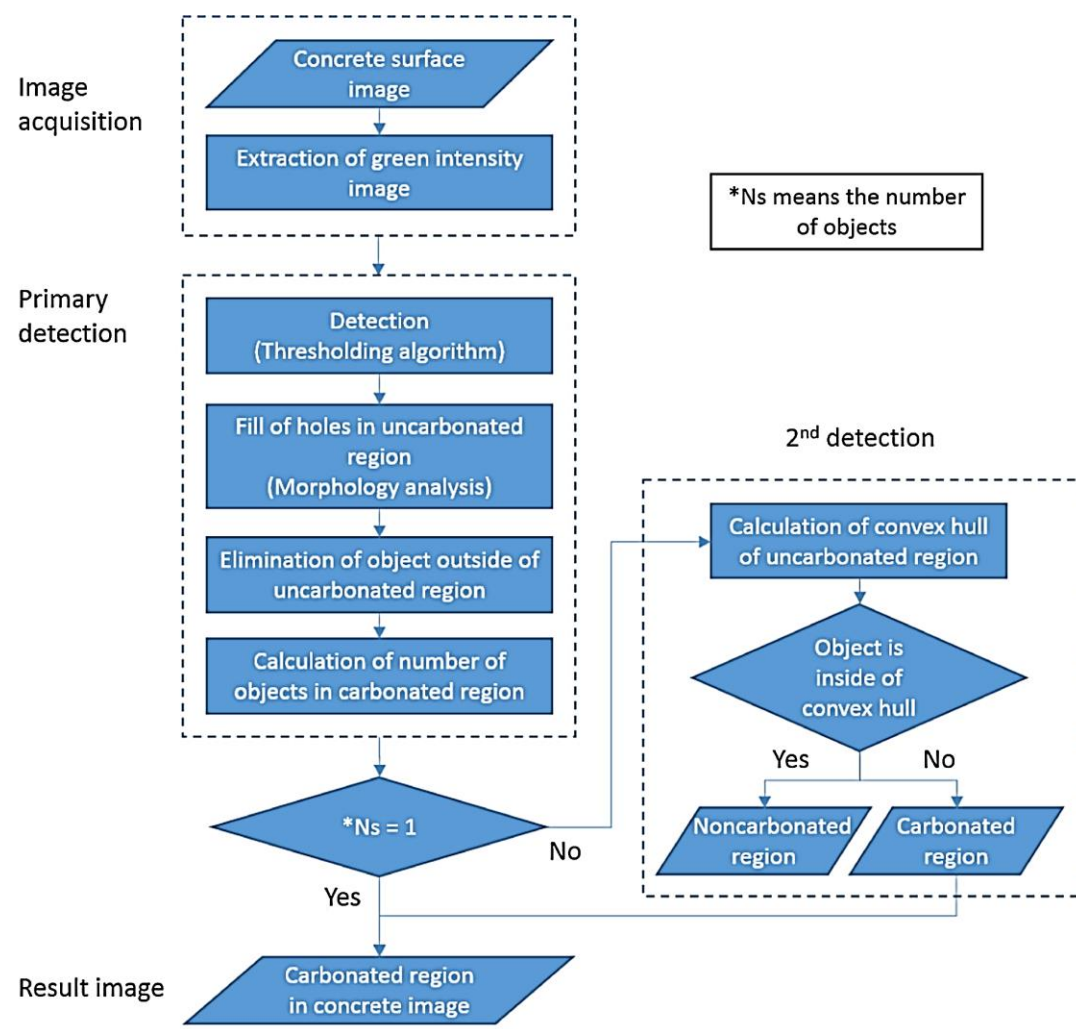 Image
acquisition
Concrete surface
image
Extraction of green intensity
image
*Ns means the number
of objects
Primary
detection
Detection
(Thresholding algorithm)
Fill of holes in uncarbonated
region
(Morphology analysis)
Elimination of object outside of
uncarbonated region
Calculation of number of
objects in carbonated region
*Ns = 1
No
Yes
2nd detection
Calculation of convex hull
of uncarbonated region
Object is
inside of
convex hull
Yes
No
Noncarbonated
region
Carbonated
region
Result image
Carbonated region
in concrete image